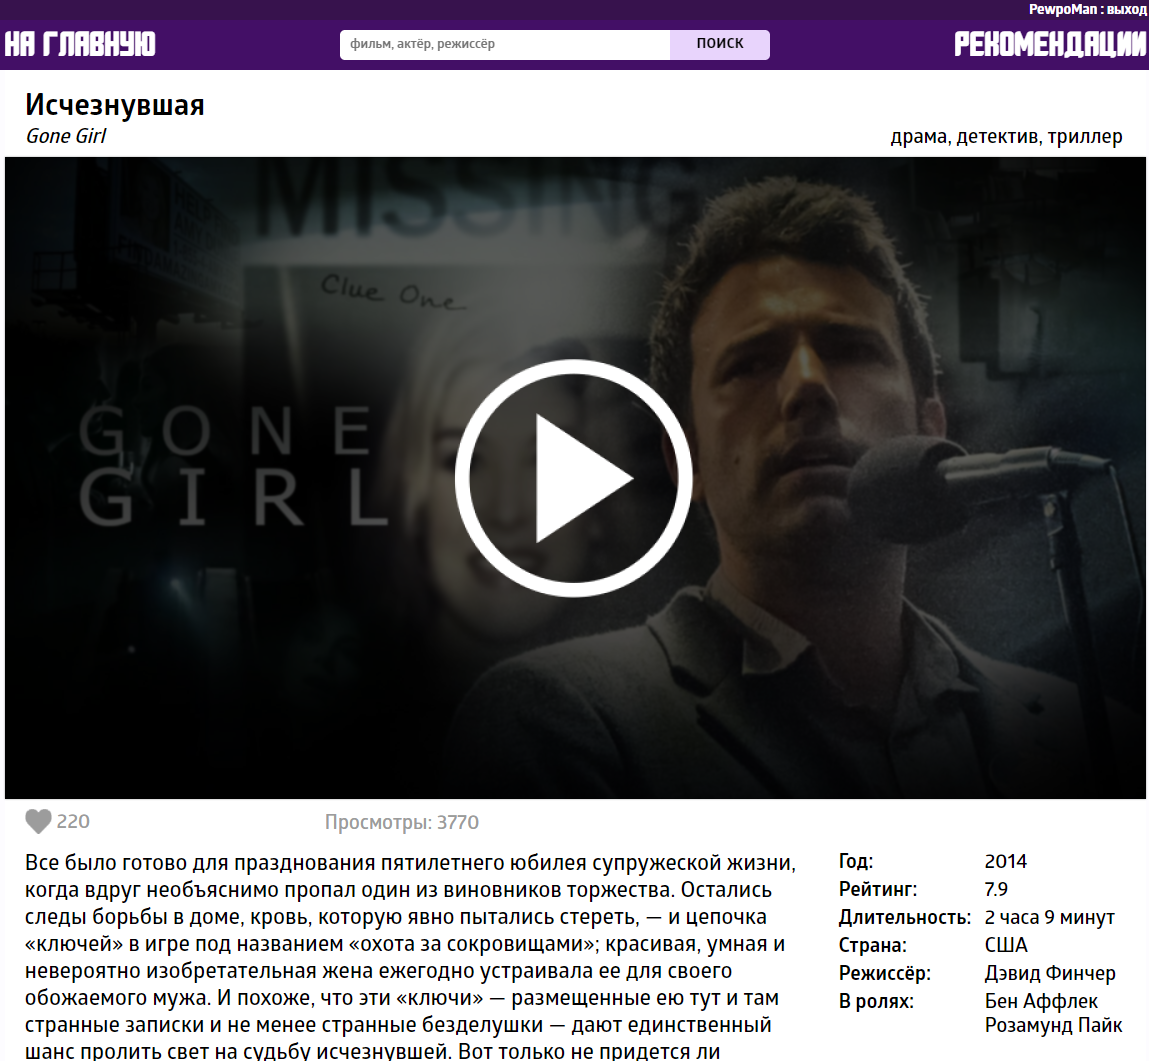 PewpoMan : выход
НА ГЛАВНУЮ
фильм, актёр, режиссёр
ПОИСК
РЕКОМЕНДАЦИИ
Исчезнувшая
Gone Girl
драма, детектив, триллер
MISSING
Clue One
GONE
GIRL
220
Просмотры: 3770
Все было готово для празднования пятилетнего юбилея супружеской жизни,
когда вдруг необъяснимо пропал один из виновников торжества. Остались
следы борьбы в доме, кровь, которую явно пытались стереть, — и цепочка
«ключей» в игре под названием «охота за сокровищами»; красивая, умная и
невероятно изобретательная жена ежегодно устраивала ее для своего
обожаемого мужа. И похоже, что эти «ключи» — размещенные ею тут и там
странные записки и не менее странные безделушки — дают единственный
шанс пролить свет на судьбу исчезнувшей. Вот только не придется ли
Год: 2014
Рейтинг: 7.9
Длительность: 2 часа 9 минут
Страна: США
Режиссёр: Дэвид Финчер
В ролях: Бен Аффлек
Розамунд Пайк